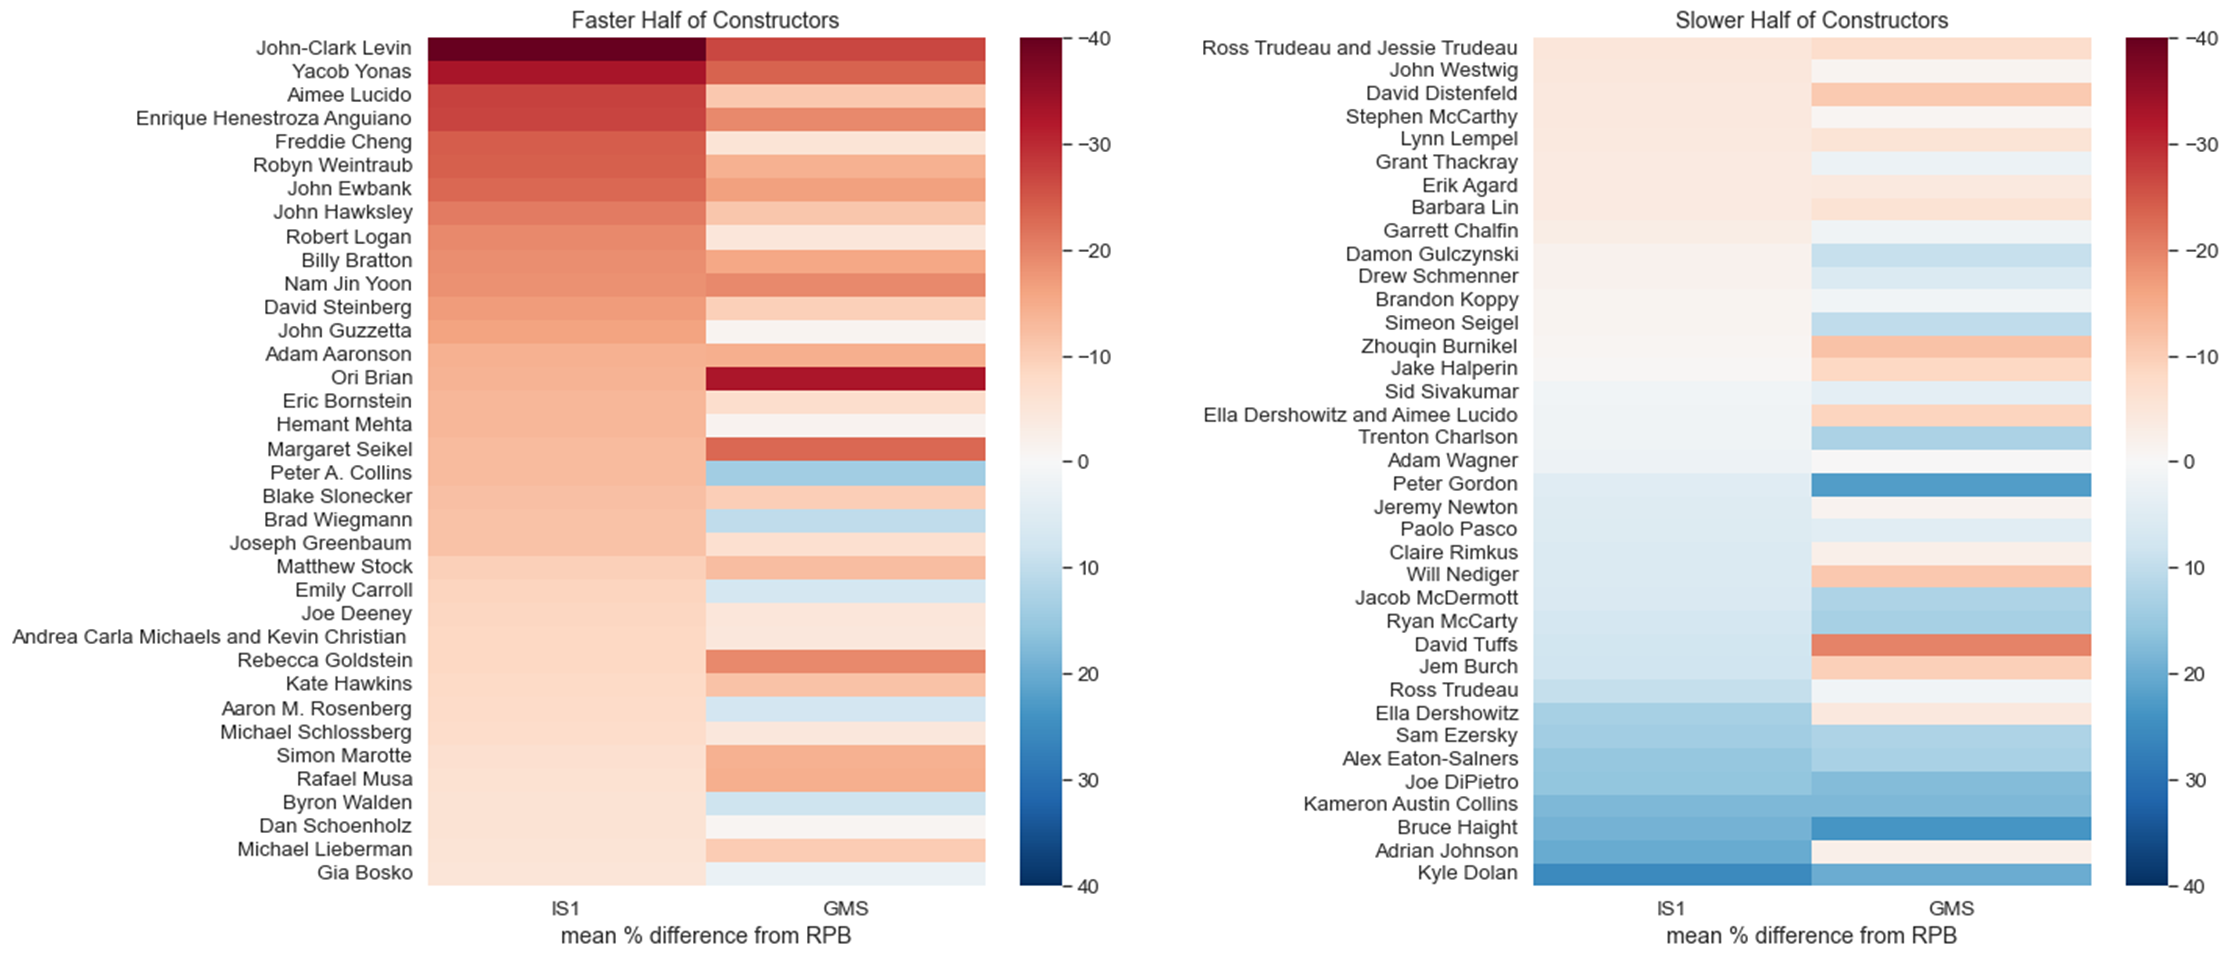 Faster Half of Constructors
John-Clark Levin
Yacob Yonas
Aimee Lucido
Enrique Henestroza Anguiano
Freddie Cheng
Robyn Weintraub
John Ewbank
John Hawksley
Robert Logan
Billy Bratton
Nam Jin Yoon
David Steinberg
John Guzzetta
Adam Aaronson
Ori Brian
Eric Bornstein
Hemant Mehta
Margaret Seikel
Peter A. Collins
Blake Slonecker
Brad Wiegmann
Joseph Greenbaum
Matthew Stock
Emily Carroll
Joe Deeney
Andrea Carla Michaels and Kevin Christian
Rebecca Goldstein
Kate Hawkins
Aaron M. Rosenberg
Michael Schlossberg
Simon Marotte
Rafael Musa
Byron Walden
Dan Schoenholz
Michael Lieberman
Gia Bosko
IS1 GMS
mean % difference from RPB
−40
−30
−20
−10
0
10
20
30
40
Slower Half of Constructors
Ross Trudeau and Jessie Trudeau
John Westwig
David Distenfeld
Stephen McCarthy
Lynn Lempel
Grant Thackray
Erik Agard
Barbara Lin
Garrett Chalfin
Damon Gulczynski
Drew Schmenner
Brandon Koppy
Simeon Seigel
Zhouqin Burnikel
Jake Halperin
Sid Sivakumar
Ella Dershowitz and Aimee Lucido
Trenton Charlson
Adam Wagner
Peter Gordon
Jeremy Newton
Paolo Pasco
Claire Rimkus
Will Nediger
Jacob McDermott
Ryan McCarty
David Tuffs
Jem Burch
Ross Trudeau
Ella Dershowitz
Sam Ezersky
Alex Eaton-Salners
Joe DiPietro
Kameron Austin Collins
Bruce Haight
Adrian Johnson
Kyle Dolan
IS1 GMS
mean % difference from RPB
−40
−30
−20
−10
0
10
20
30
40